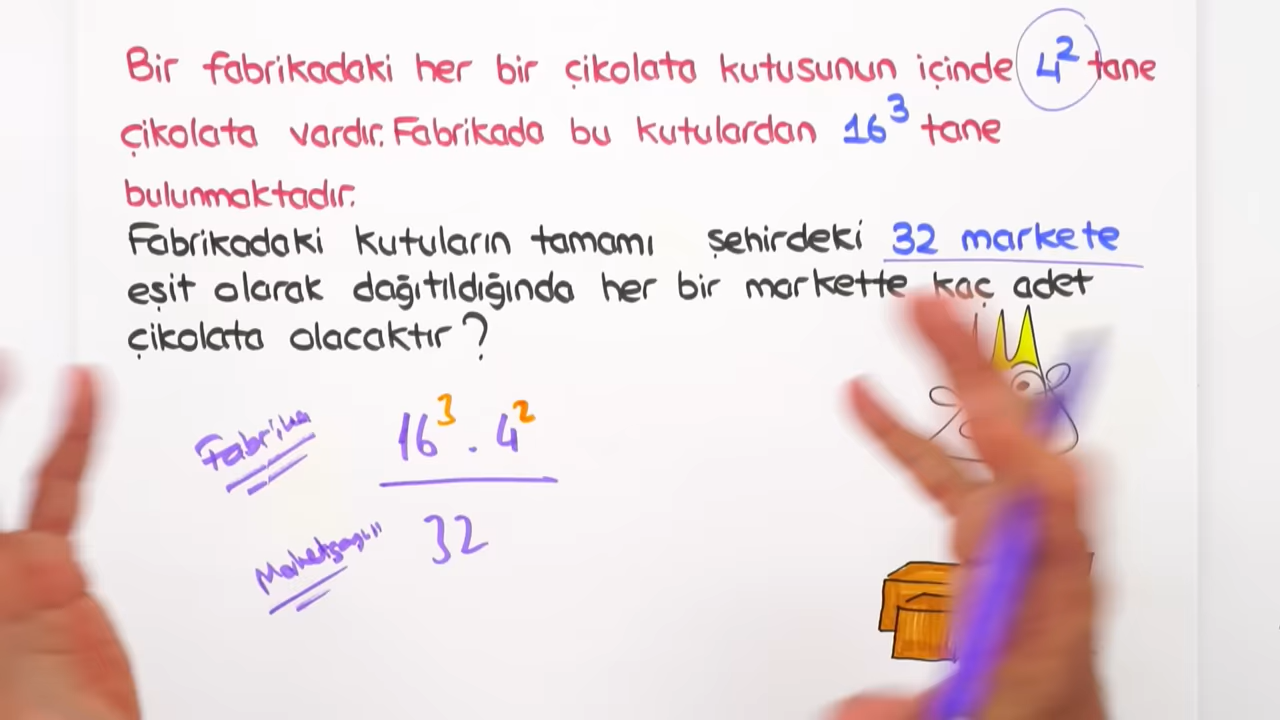 Bir fabrikadaki her bir çikolata kutusunun içinde 4² tane
çikolata vardır. Fabrikada bu kutulardan 16³ tane
bulunmaktadır.
Fabrikadaki kutuların tamamı şehirdeki 32 markete
eşit olarak dağıtıldığında her bir markette kaç adet
çikolata olacaktır?
Fabrika
16³ . 4²
32